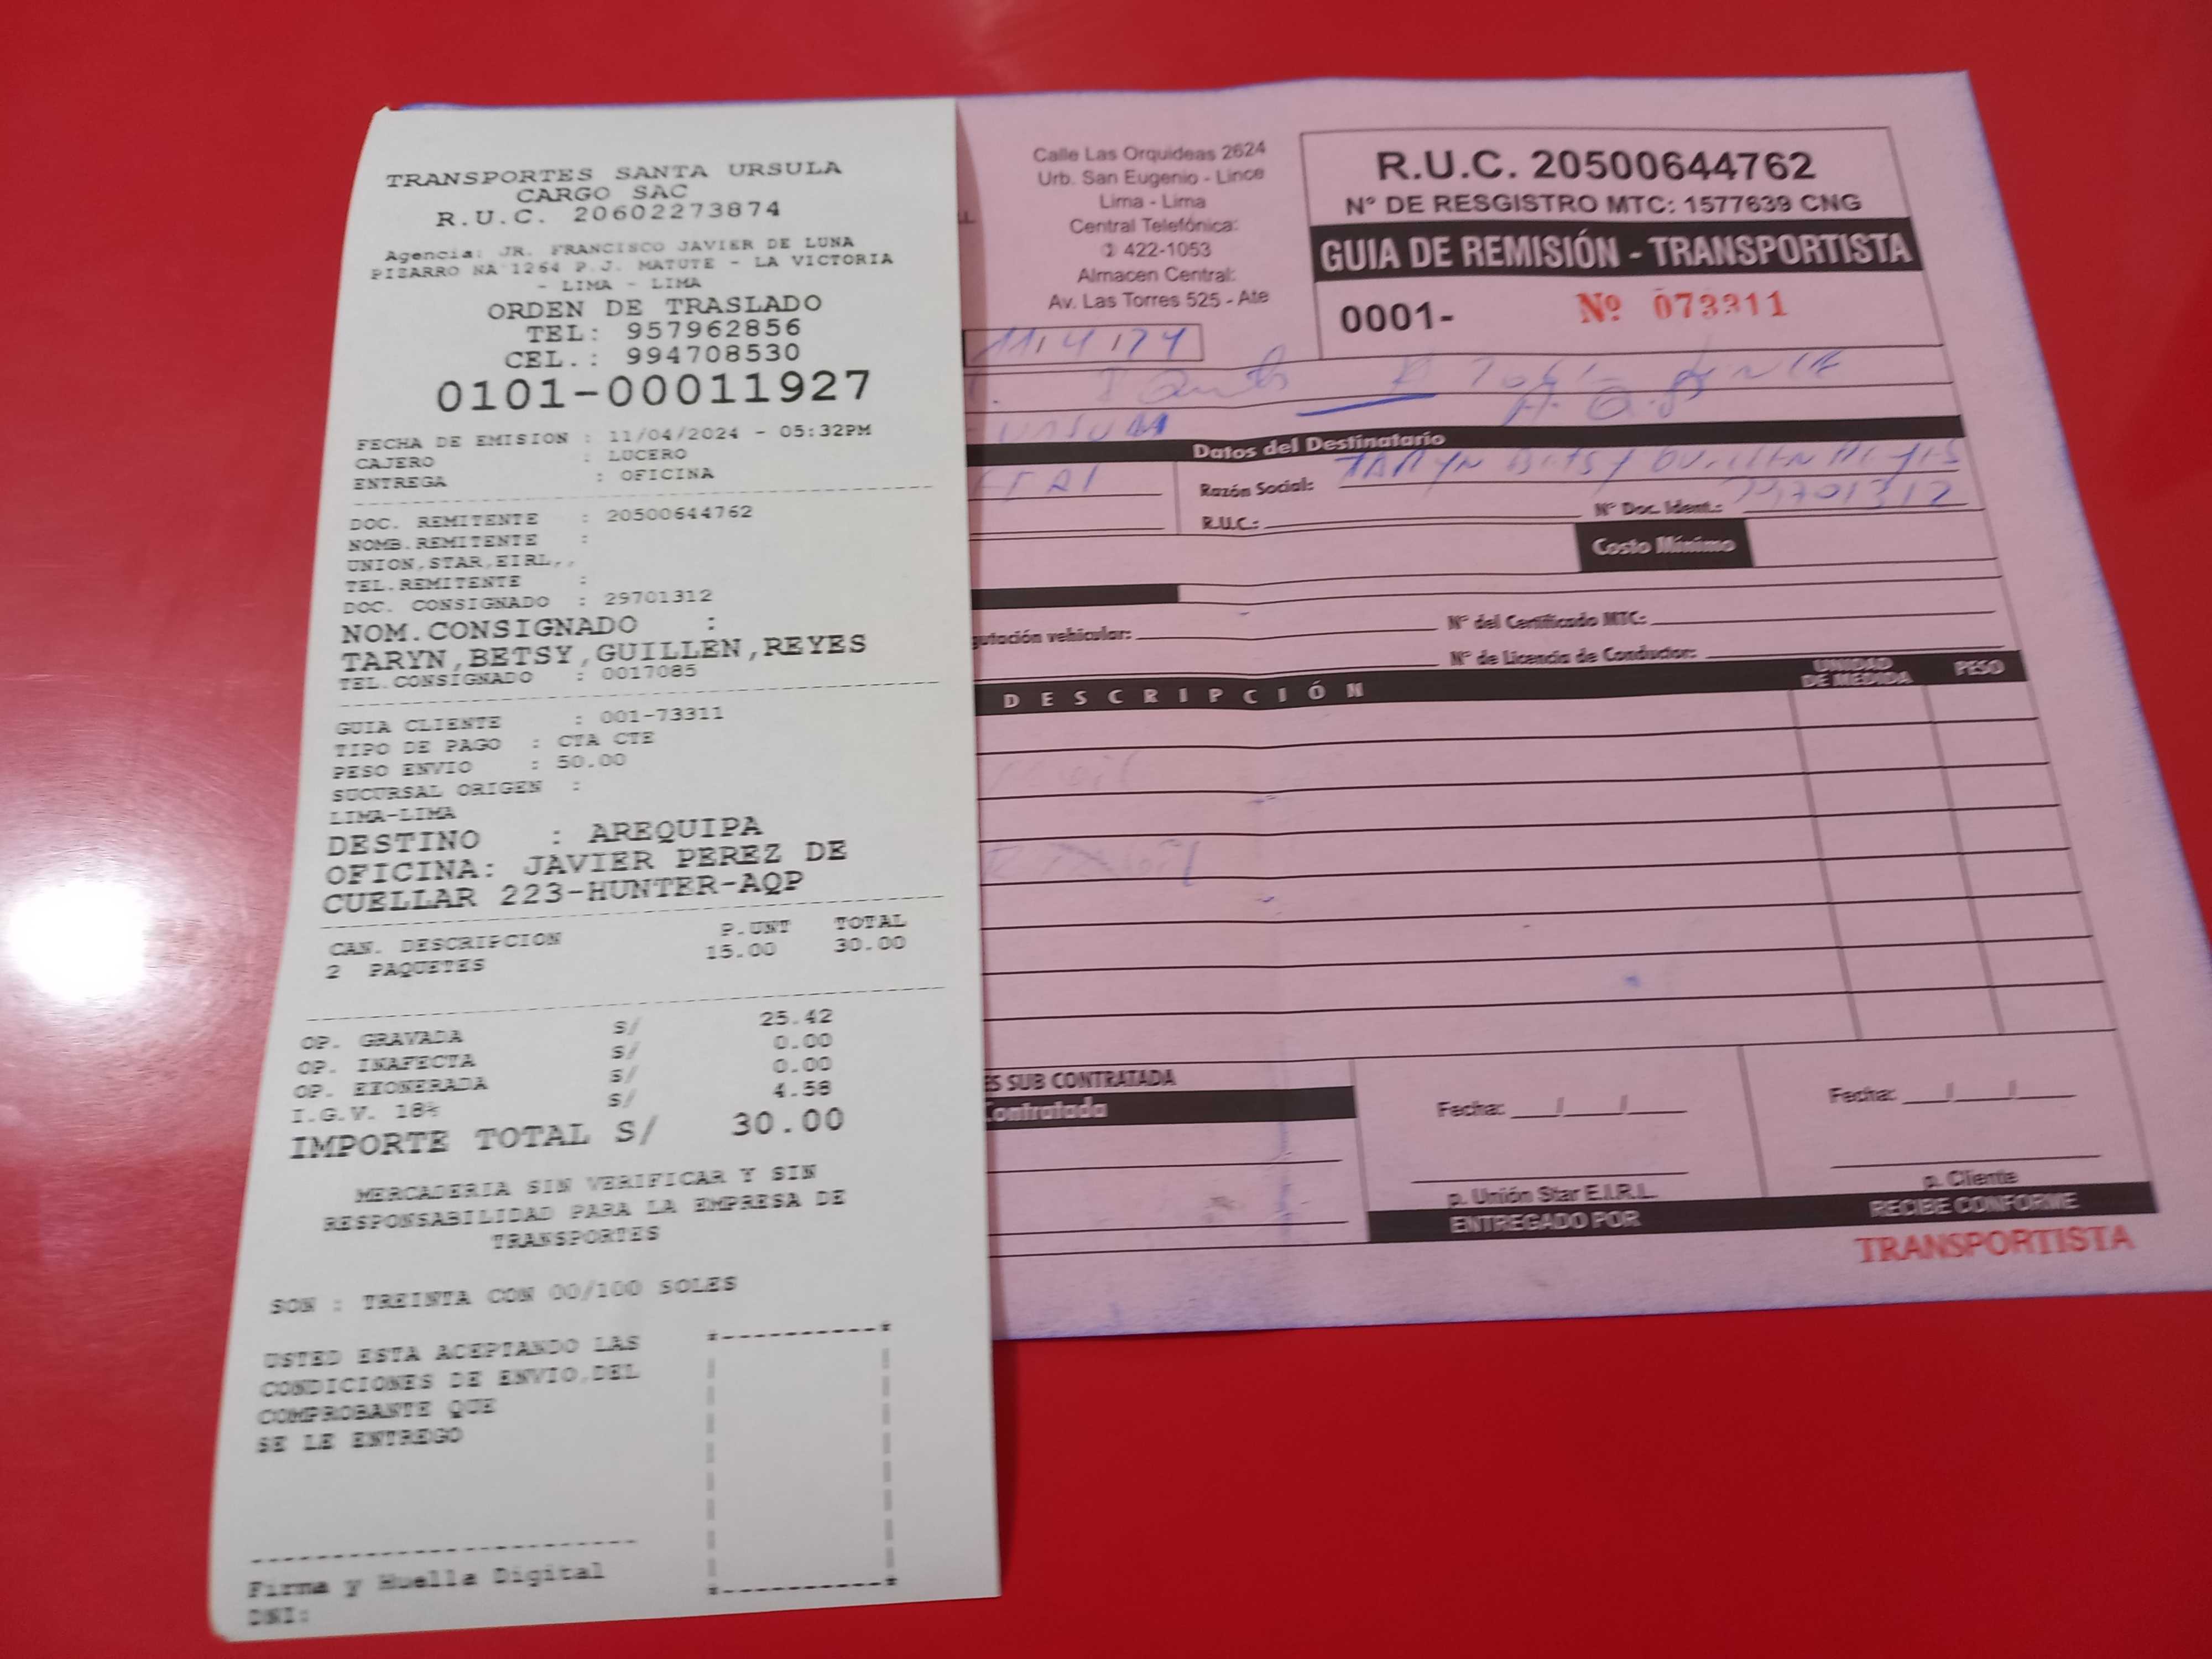 TRANSPORTES SANTA URSULA
CARGO SAC
R.U.C. 20602273874
Agencia: JR. FRANCISCO JAVIER DE LUNA
PIZARRO NA 1264 P.J. MATUTE - LA VICTORIA
- LIMA - LIMA
ORDEN DE TRASLADO
TEL: 957962856
CEL.: 994708530
0101-00011927
FECHA DE EMISION : 11/04/2024 - 05:32PM
CAJERO : LUCERO
ENTREGA : OFICINA
DOC. REMITENTE : 20500644762
NOMB.REMITENTE :
UNION,STAR,EIRL,,
TEL.REMITENTE :
DOC. CONSIGNADO : 29701312
NOM.CONSIGNADO :
TARYN,BETSY,GUILLEN,REYES
TEL.CONSIGNADO : 0017085
GUIA CLIENTE : 001-73311
TIPO DE PAGO : CTA CTE
PESO ENVIO : 50.00
SUCURSAL ORIGEN :
LIMA-LIMA
DESTINO : AREQUIPA
OFICINA: JAVIER PEREZ DE
CUELLAR 223-HUNTER-AQP
CAN. DESCRIPCION P.UNT TOTAL
2 PAQUETES 15.00 30.00
OP. GRAVADA S/ 25.42
OP. INAFECTA S/ 0.00
OP. EXONERADA S/ 0.00
I.G.V. 18% S/ 4.58
IMPORTE TOTAL S/ 30.00
MERCADERIA SIN VERIFICAR Y SIN
RESPONSABILIDAD PARA LA EMPRESA DE
TRANSPORTES
SON : TREINTA CON 00/100 SOLES
USTED ESTA ACEPTANDO LAS
CONDICIONES DE ENVIO,DEL
COMPROBANTE QUE
SE LE ENTREGO
Firma y Huella Digital
DNI:
Calle Las Orquideas 2624
Urb. San Eugenio - Lince
Lima - Lima
Central Telefónica:
422-1053
Almacen Central:
Av. Las Torres 525 - Ate
R.U.C. 20500644762
N° DE RESGISTRO MTC: 1577639 CNG
GUIA DE REMISIÓN - TRANSPORTISTA
0001- Nº 073311
Datos del Destinatario
Razón Social:
R.U.C.: N° Doc. Ident.:
Costo Mínimo
vehicular: N° del Certificado MTC:
N° de Licencia de Conductor:
DESCRIPCIÓN UNIDAD DE MEDIDA PESO
SUB CONTRATADA
Contratada
Fecha: __/__/__ Fecha: __/__/__
p. Unión Star E.I.R.L. p. Cliente
ENTREGADO POR RECIBE CONFORME
TRANSPORTISTA